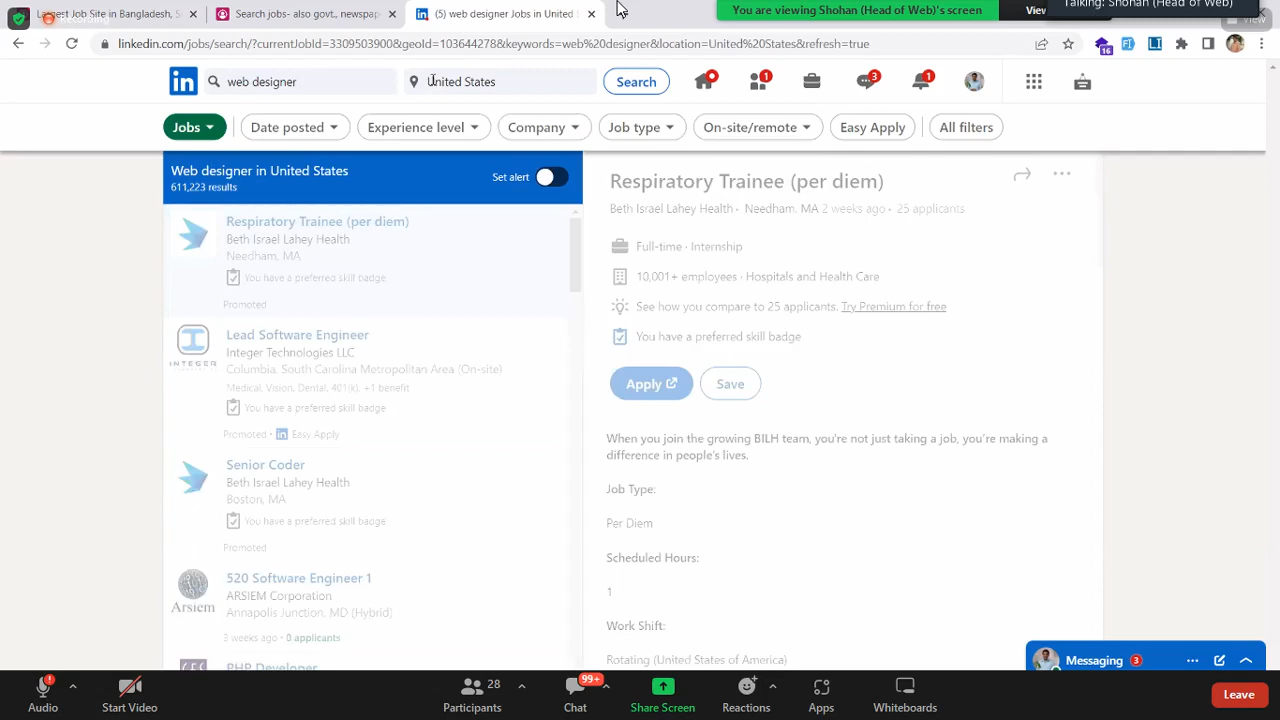 Largest Job Site in Bangladesh, S
Search jobs- also govt., newspap
(5) web designer Jobs in United S
You are viewing Shohan (Head of Web)'s screen
View
Talking: Shohan (Head of Web)
linkedin.com/jobs/search/?currentJobId=3309503900&geoId=103644278&keywords=web%20designer&location=United%20States&refresh=true
16
in
web designer
United States
Search
1
3
1
Jobs
Date posted
Experience level
Company
Job type
On-site/remote
Easy Apply
All filters
Web designer in United States
611,223 results
Set alert
Respiratory Trainee (per diem)
Beth Israel Lahey Health
Needham, MA
You have a preferred skill badge
Promoted
INTEGER
Lead Software Engineer
Integer Technologies LLC
Columbia, South Carolina Metropolitan Area (On-site)
Medical, Vision, Dental, 401(k), +1 benefit
You have a preferred skill badge
Promoted · in Easy Apply
Senior Coder
Beth Israel Lahey Health
Boston, MA
You have a preferred skill badge
Promoted
Arsiem
520 Software Engineer 1
ARSIEM Corporation
Annapolis Junction, MD (Hybrid)
3 weeks ago · 0 applicants
PHP Developer
Respiratory Trainee (per diem)
Beth Israel Lahey Health · Needham, MA 2 weeks ago · 25 applicants
Full-time · Internship
10,001+ employees · Hospitals and Health Care
See how you compare to 25 applicants. Try Premium for free
You have a preferred skill badge
Apply
Save
When you join the growing BILH team, you're not just taking a job, you're making a
difference in people's lives.
Job Type:
Per Diem
Scheduled Hours:
1
Work Shift:
Rotating (United States of America)
Messaging 3
Audio
Start Video
28
Participants
99+
Chat
Share Screen
Reactions
Apps
Whiteboards
Leave